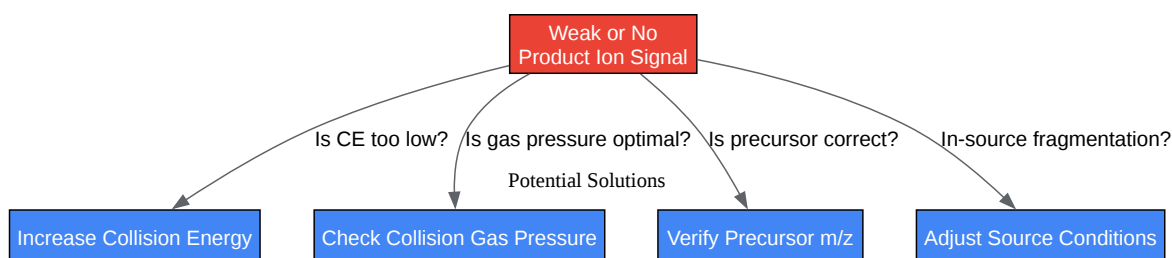 Weak or No
Product Ion Signal
Is CE too low?
Is gas pressure optimal?
Is precursor correct?
In-source fragmentation?
Potential Solutions
Increase Collision Energy
Check Collision Gas Pressure
Verify Precursor m/z
Adjust Source Conditions